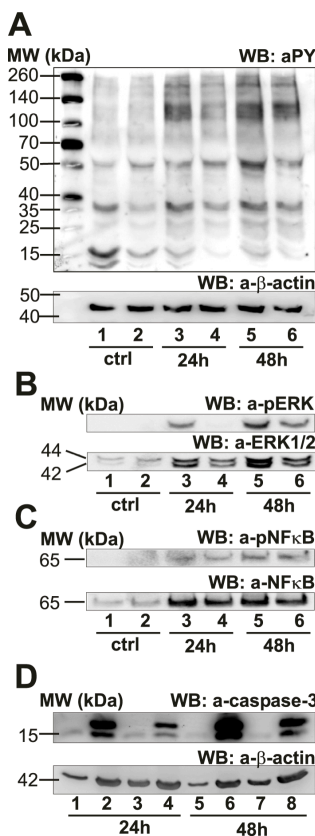 A
MW (kDa) WB: aPY
260
140
100
70
50
40
35
25
15
WB: a-β-actin
50
40
1 2 3 4 5 6
ctrl 24h 48h
B
MW (kDa) WB: a-pERK
WB: a-ERK1/2
44
42
1 2 3 4 5 6
ctrl 24h 48h
C
MW (kDa) WB: a-pNFκB
65
WB: a-NFκB
65
1 2 3 4 5 6
ctrl 24h 48h
D
MW (kDa) WB: a-caspase-3
15
WB: a-β-actin
42
1 2 3 4 5 6 7 8
24h 48h